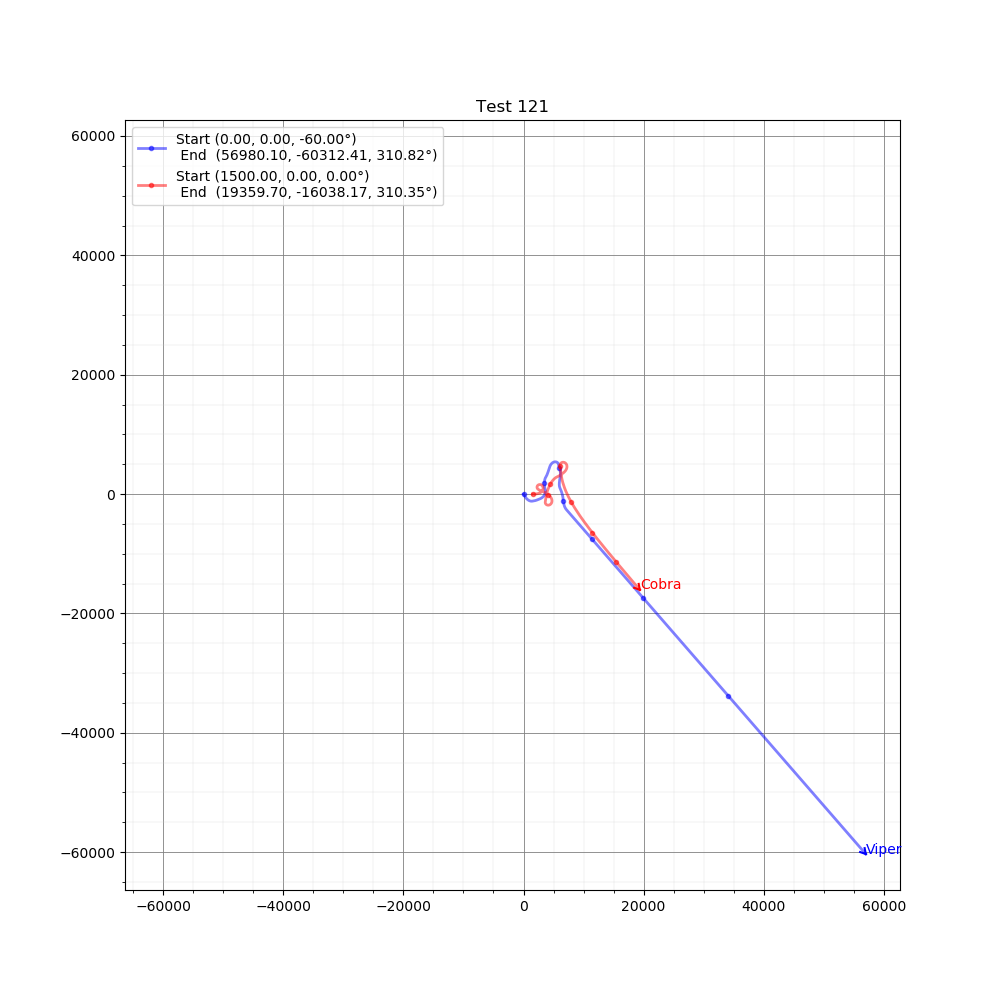 Test 121
Start (0.00, 0.00, -60.00°)
End  (56980.10, -60312.41, 310.82°)
Start (1500.00, 0.00, 0.00°)
End  (19359.70, -16038.17, 310.35°)
60000
40000
20000
0
−20000
−40000
−60000
Cobra
Viper
−60000 −40000 −20000 0 20000 40000 60000